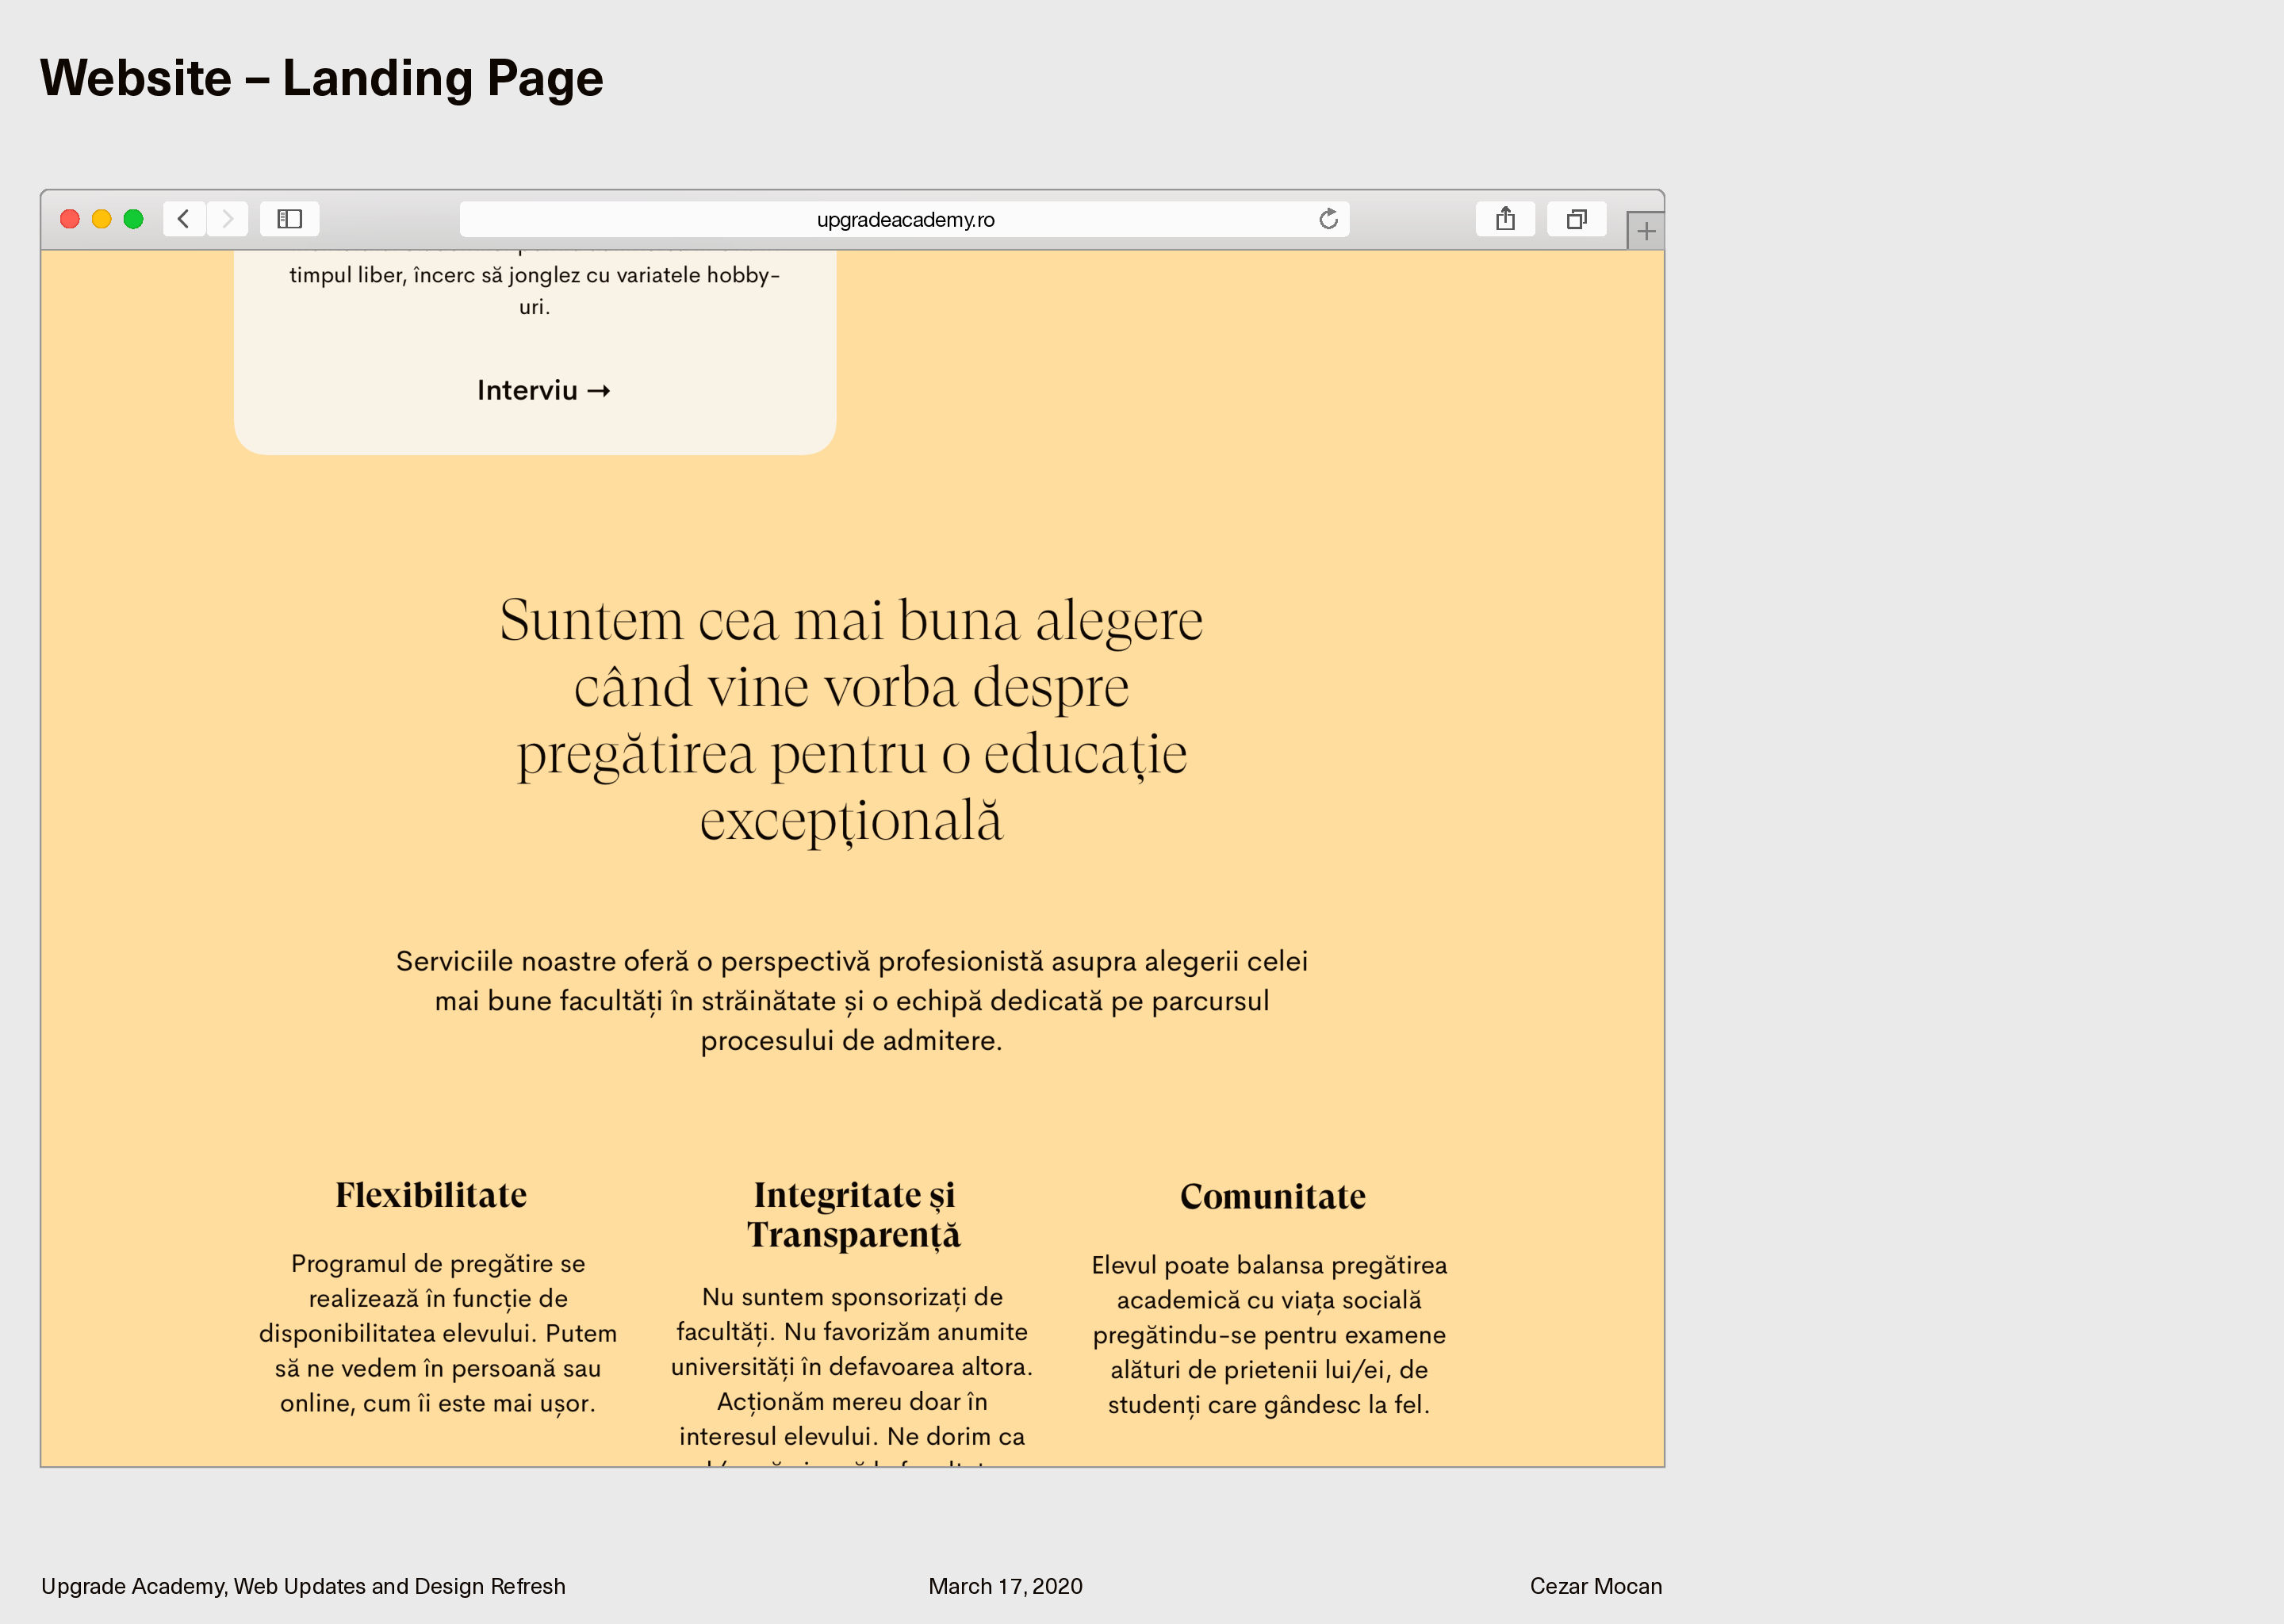 Website – Landing Page
upgradeacademy.ro
timpul liber, încerc să jonglez cu variatele hobby-
uri.
Interviu →
Suntem cea mai buna alegere
când vine vorba despre
pregătirea pentru o educație
excepțională
Serviciile noastre oferă o perspectivă profesionistă asupra alegerii celei
mai bune facultăți în străinătate și o echipă dedicată pe parcursul
procesului de admitere.
Flexibilitate
Programul de pregătire se
realizează în funcție de
disponibilitatea elevului. Putem
să ne vedem în persoană sau
online, cum îi este mai ușor.
Integritate și
Transparență
Nu suntem sponsorizați de
facultăți. Nu favorizăm anumite
universități în defavoarea altora.
Acționăm mereu doar în
interesul elevului. Ne dorim ca
Comunitate
Elevul poate balansa pregătirea
academică cu viața socială
pregătindu-se pentru examene
alături de prietenii lui/ei, de
studenți care gândesc la fel.
Upgrade Academy, Web Updates and Design Refresh
March 17, 2020
Cezar Mocan